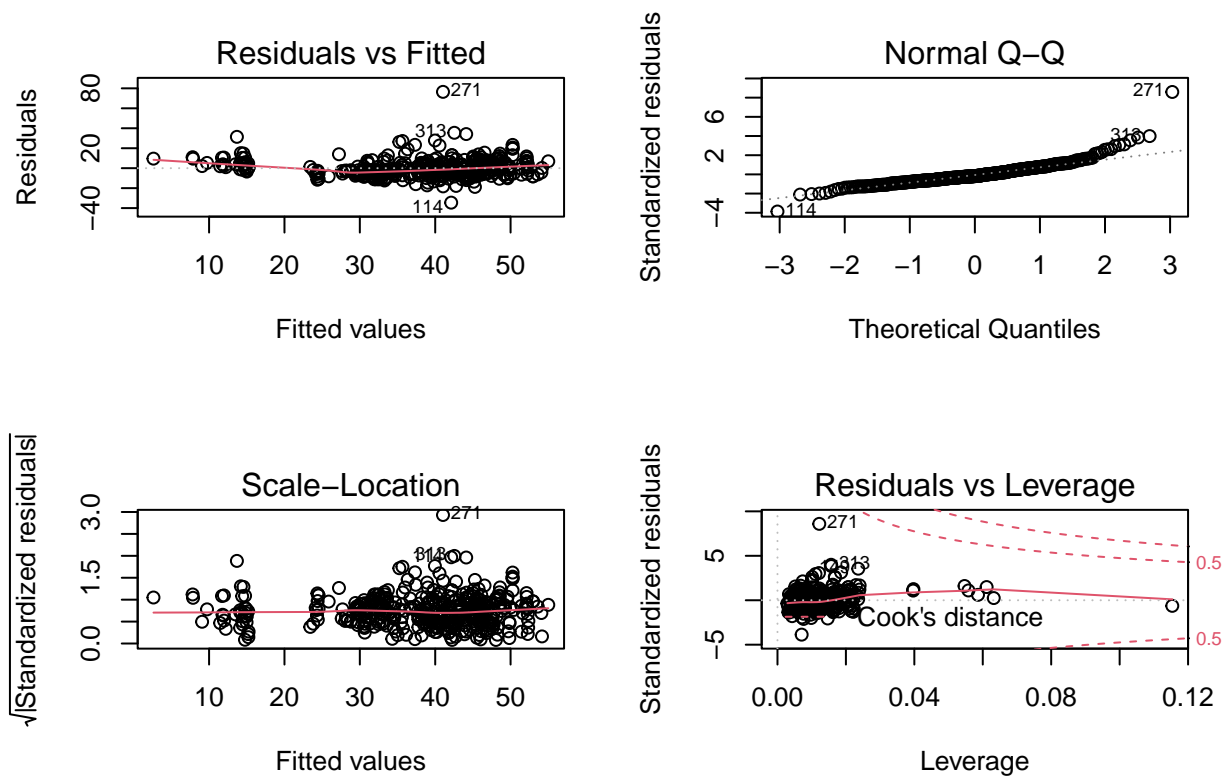 Residuals vs Fitted
Residuals
80
20
−40
271
313
114
10 20 30 40 50
Fitted values
Normal Q−Q
Standardized residuals
6
2
−4
271
313
114
−3 −2 −1 0 1 2 3
Theoretical Quantiles
Scale−Location
√|Standardized residuals|
3.0
1.5
0.0
271
313
10 20 30 40 50
Fitted values
Residuals vs Leverage
Standardized residuals
5
0
−5
271
313
0.5
Cook's distance
0.5
0.00 0.04 0.08 0.12
Leverage